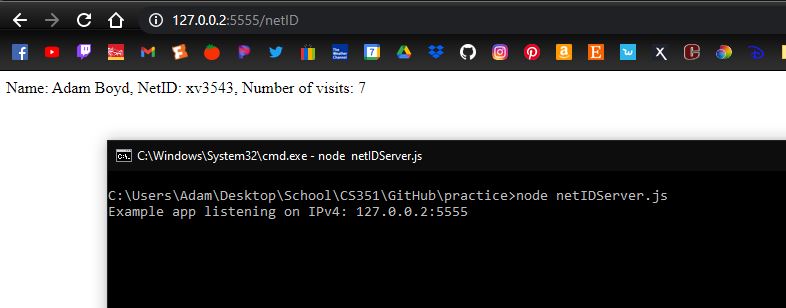 127.0.0.2:5555/netID
Name: Adam Boyd, NetID: xv3543, Number of visits: 7
C:\Windows\System32\cmd.exe - node  netIDServer.js
C:\Users\Adam\Desktop\School\CS351\GitHub\practice>node netIDServer.js
Example app listening on IPv4: 127.0.0.2:5555